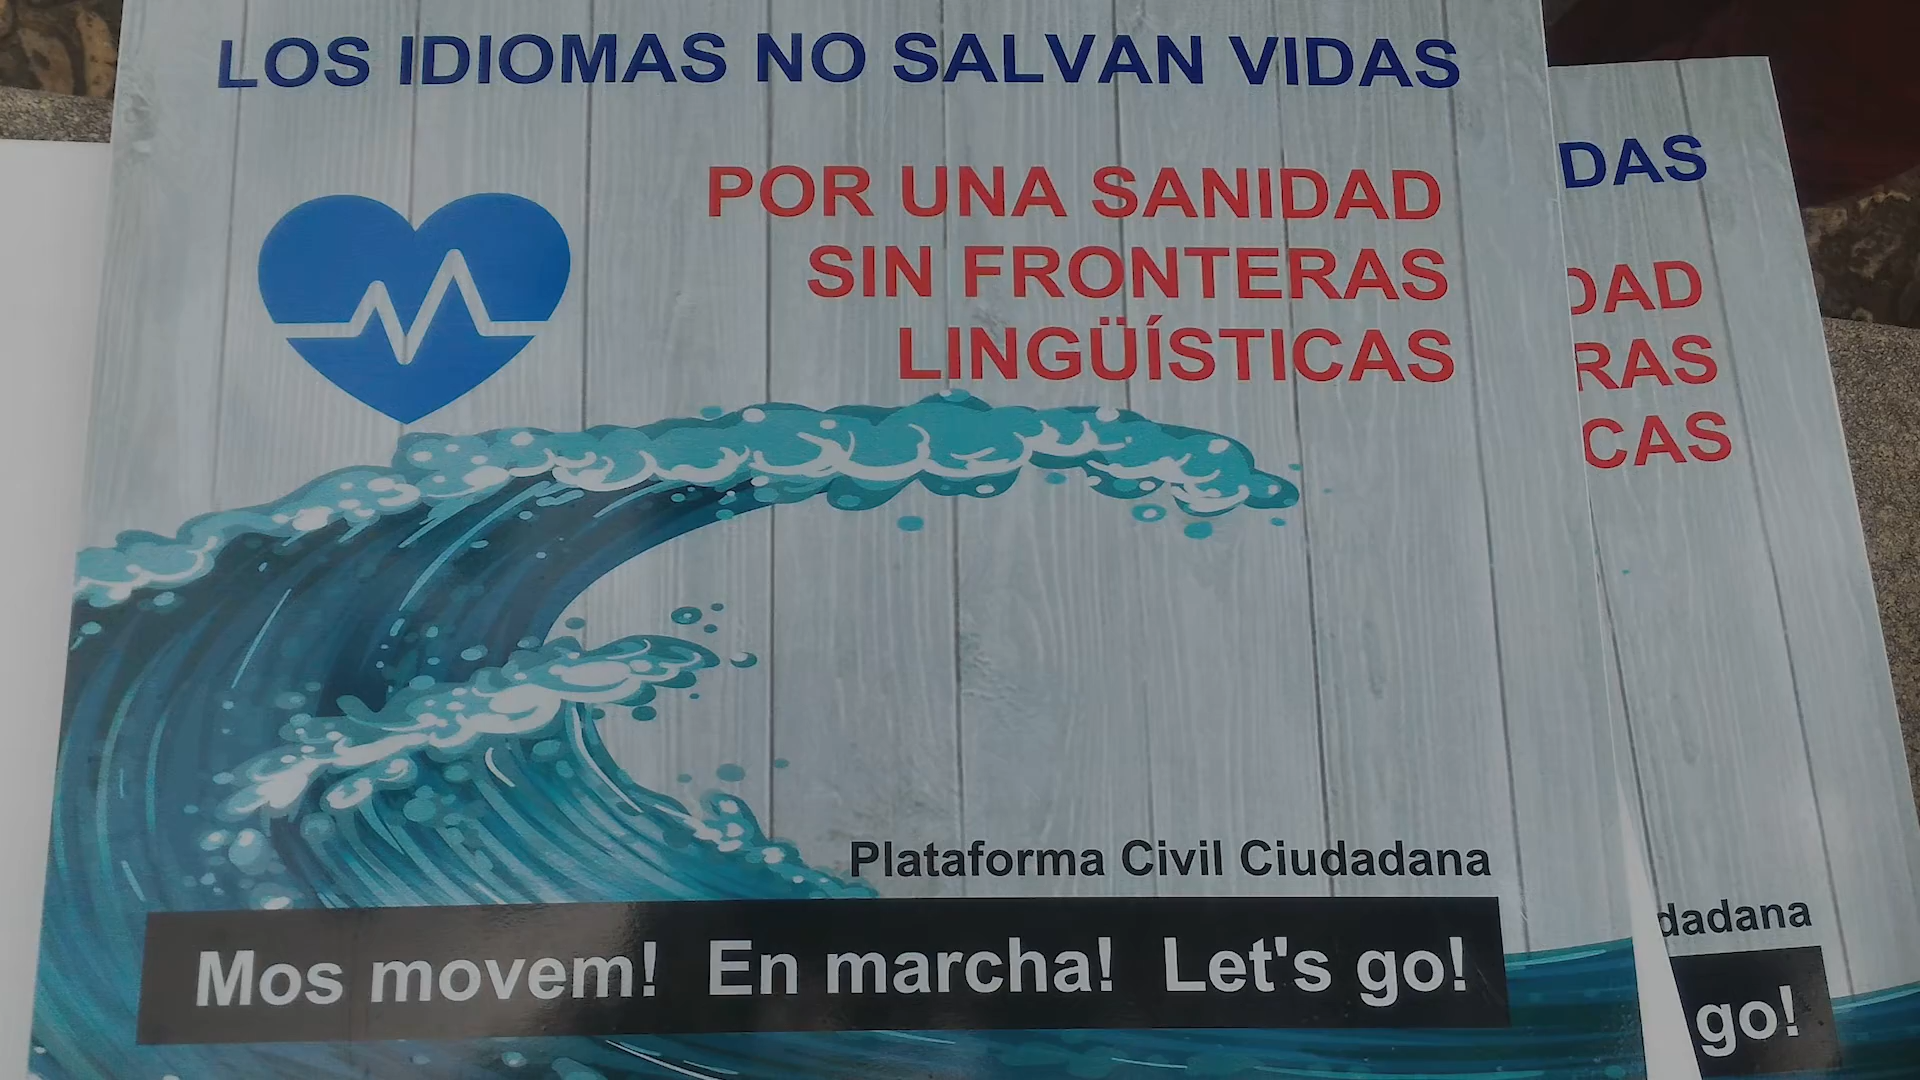 LOS IDIOMAS NO SALVAN VIDAS
POR UNA SANIDAD
SIN FRONTERAS
LINGÜÍSTICAS
Plataforma Civil Ciudadana
Mos movem! En marcha! Let's go!
DAS
DAD
RAS
CAS
dadana
go!